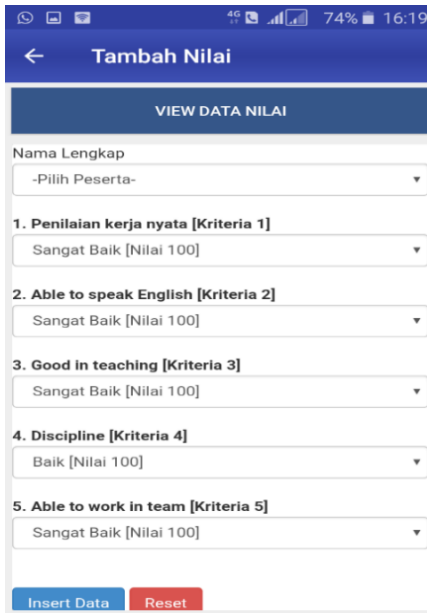 4G 74% 16:19
Tambah Nilai
VIEW DATA NILAI
Nama Lengkap
-Pilih Peserta-
1. Penilaian kerja nyata [Kriteria 1]
Sangat Baik [Nilai 100]
2. Able to speak English [Kriteria 2]
Sangat Baik [Nilai 100]
3. Good in teaching [Kriteria 3]
Sangat Baik [Nilai 100]
4. Discipline [Kriteria 4]
Baik [Nilai 100]
5. Able to work in team [Kriteria 5]
Sangat Baik [Nilai 100]
Insert Data Reset